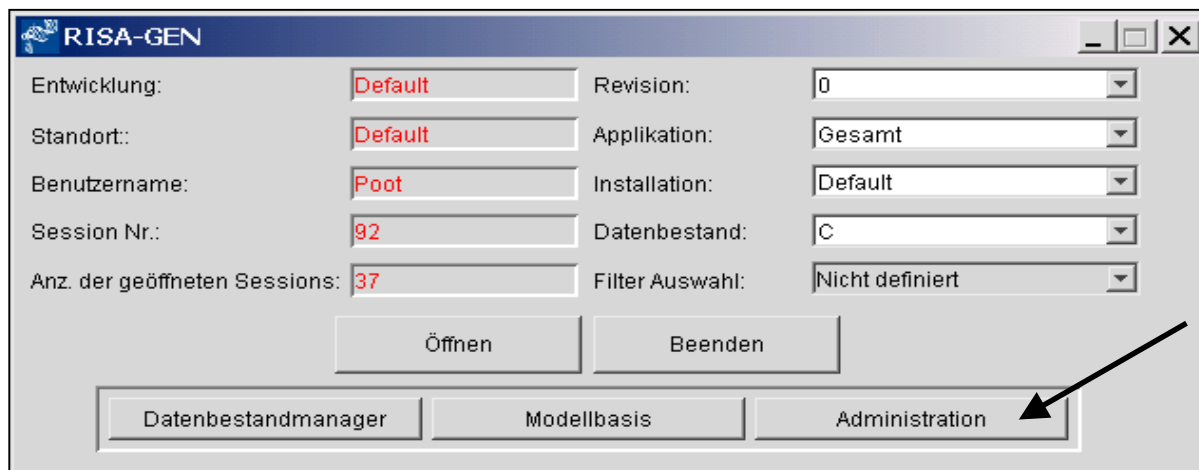 RISA-GEN
Entwicklung: Default Revision: 0
Standort:: Default Applikation: Gesamt
Benutzername: Poot Installation: Default
Session Nr.: 92 Datenbestand: C
Anz. der geöffneten Sessions: 37 Filter Auswahl: Nicht definiert
Öffnen Beenden
Datenbestandmanager Modellbasis Administration